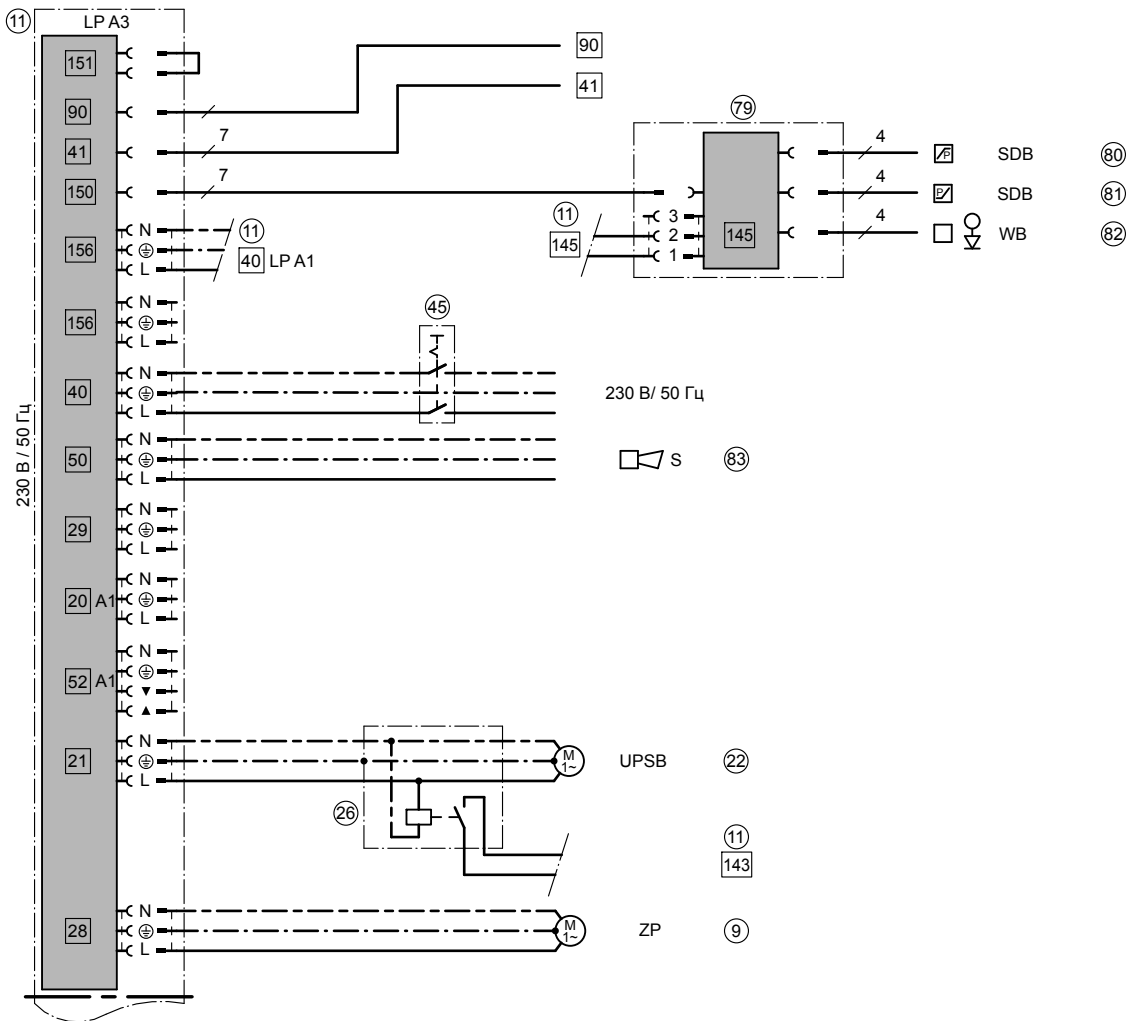 11 LP A3
151
90
90
41
41 7
79
4
SDB 80
150 7
4
SDB 81
4
WB 82
11
145
3
2
1
145
156 N
L
11
40 LP A1
156 N
L
45
40 N
L
230 В/ 50 Гц
50 N
L
S 83
230 В / 50 Гц
29 N
L
20 A1 N
L
52 A1 N
21 N
L
M
1~
UPSB 22
26
11
143
28 N
L
M
1~
ZP 9
P
P